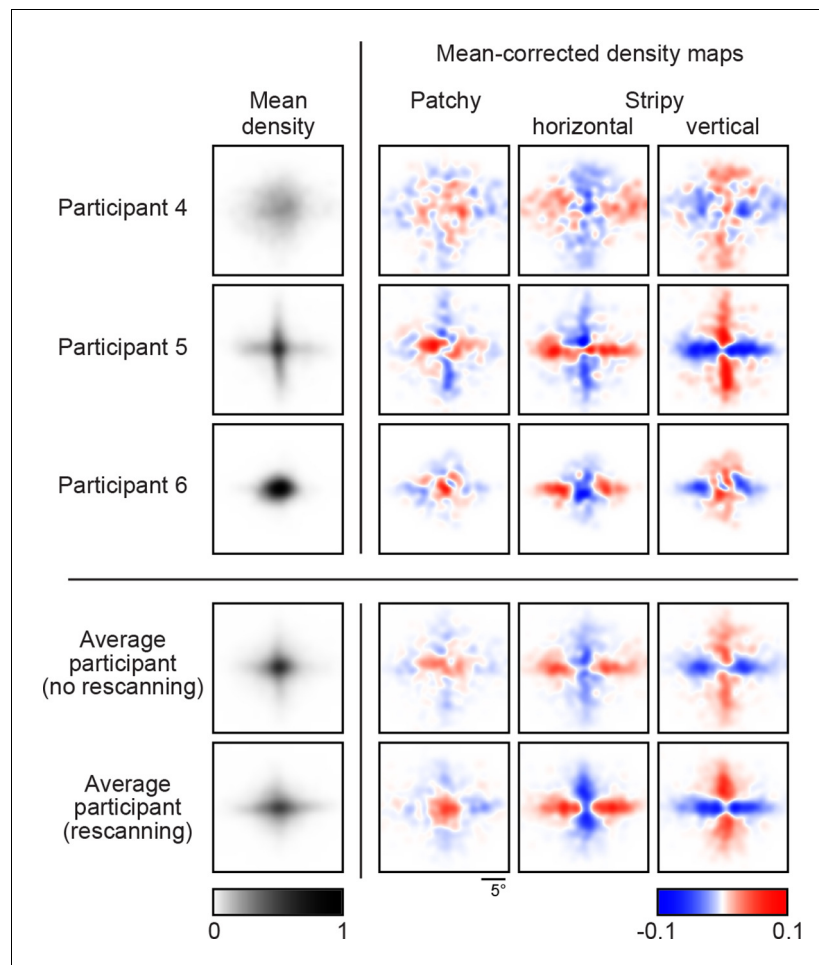 Mean-corrected density maps
Mean
density
Patchy
Stripy
horizontal
vertical
Participant 4
Participant 5
Participant 6
Average
participant
(no rescanning)
Average
participant
(rescanning)
5°
0
1
-0.1
0.1